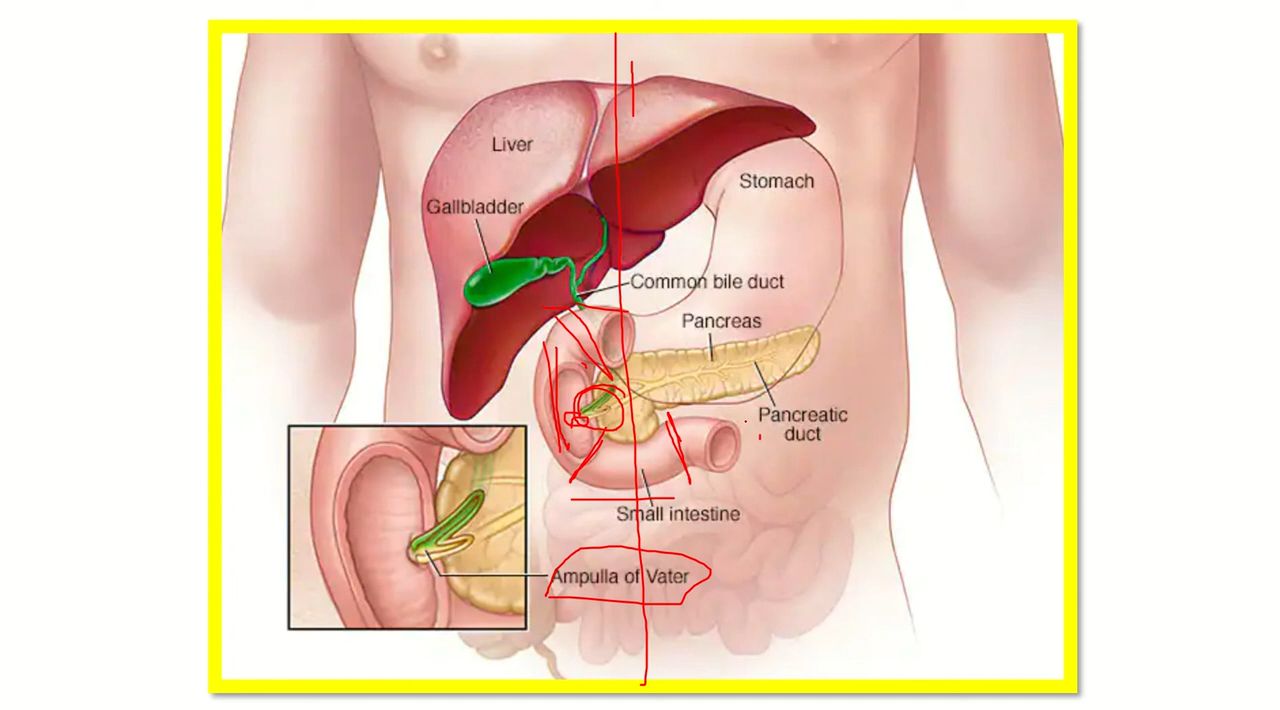 Liver
Stomach
Gallbladder
Common bile duct
Pancreas
Pancreatic
duct
Small intestine
Ampulla of Vater